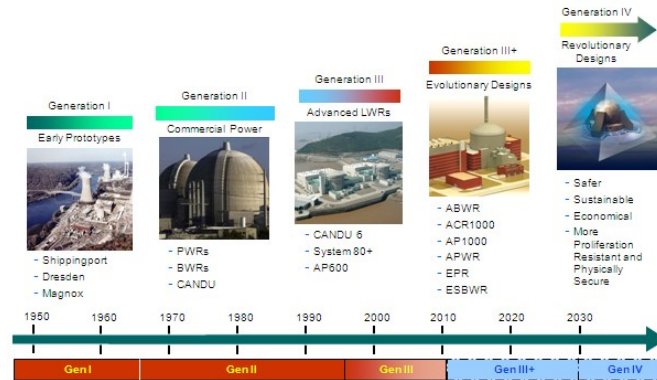 Generation I
Early Prototypes
- Shippingport
- Dresden
- Magnox
Generation II
Commercial Power
- PWRs
- BWRs
- CANDU
Generation III
Advanced LWRs
- CANDU 6
- System 80+
- AP600
Generation III+
Evolutionary Designs
- ABWR
- ACR1000
- AP1000
- APWR
- EPR
- ESBWR
Generation IV
Revolutionary
Designs
- Safer
- Sustainable
- Economical
- More
Proliferation
Resistant and
Physically
Secure
1950 1960 1970 1980 1990 2000 2010 2020 2030
Gen I Gen II Gen III Gen III+ Gen IV